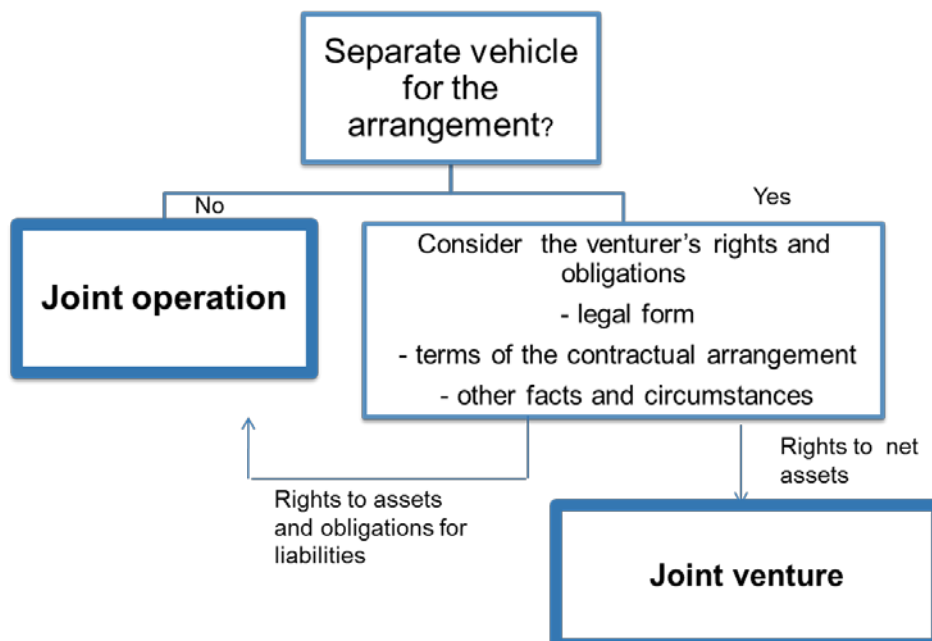 Separate vehicle
for the
arrangement?
No
Yes
Joint operation
Consider the venturer's rights and
obligations
- legal form
- terms of the contractual arrangement
- other facts and circumstances
Rights to net
assets
Rights to assets
and obligations for
liabilities
Joint venture